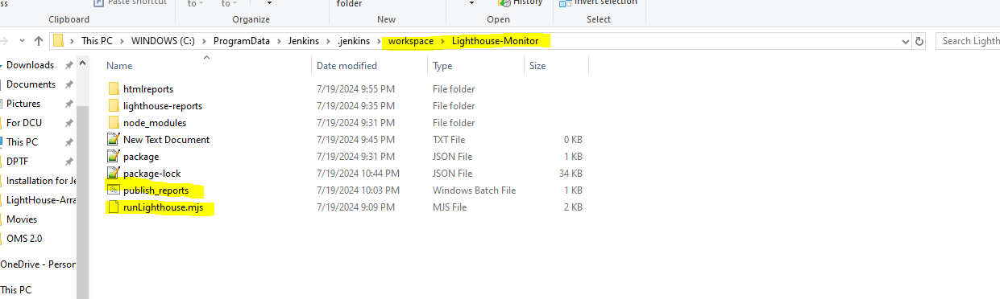 ss Paste shortcut to to folder History Invert selection
Clipboard Organize New Open Select
This PC WINDOWS (C:) ProgramData Jenkins .jenkins workspace Lighthouse-Monitor Search Lighth
Name Date modified Type Size
Downloads
Documents
Pictures
For DCU
This PC
DPTF
Installation for Je
LightHouse-Arra
Movies
OMS 2.0
OneDrive - Person
This PC
htmlreports 7/19/2024 9:55 PM File folder
lighthouse-reports 7/19/2024 9:35 PM File folder
node_modules 7/19/2024 9:31 PM File folder
New Text Document 7/19/2024 9:45 PM TXT File 0 KB
package 7/19/2024 9:31 PM JSON File 1 KB
package-lock 7/19/2024 10:44 PM JSON File 34 KB
publish_reports 7/19/2024 10:03 PM Windows Batch File 1 KB
runLighthouse.mjs 7/19/2024 9:09 PM MJS File 2 KB